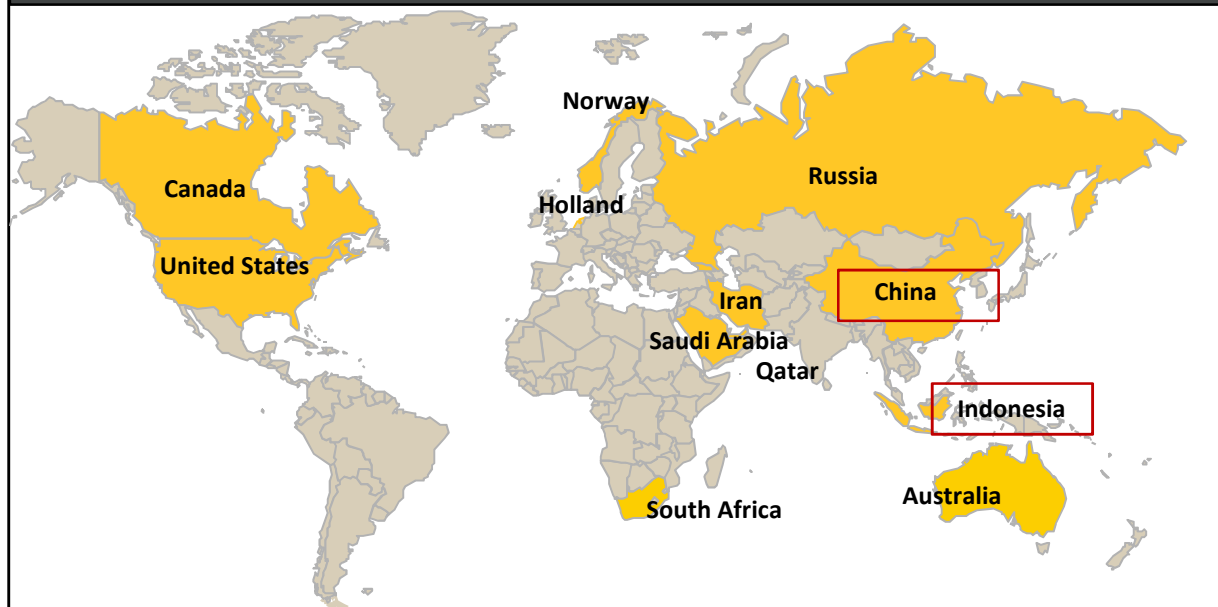 Norway
Canada
Russia
Holland
United States
China
Iran
Saudi Arabia
Qatar
Indonesia
Australia
South Africa